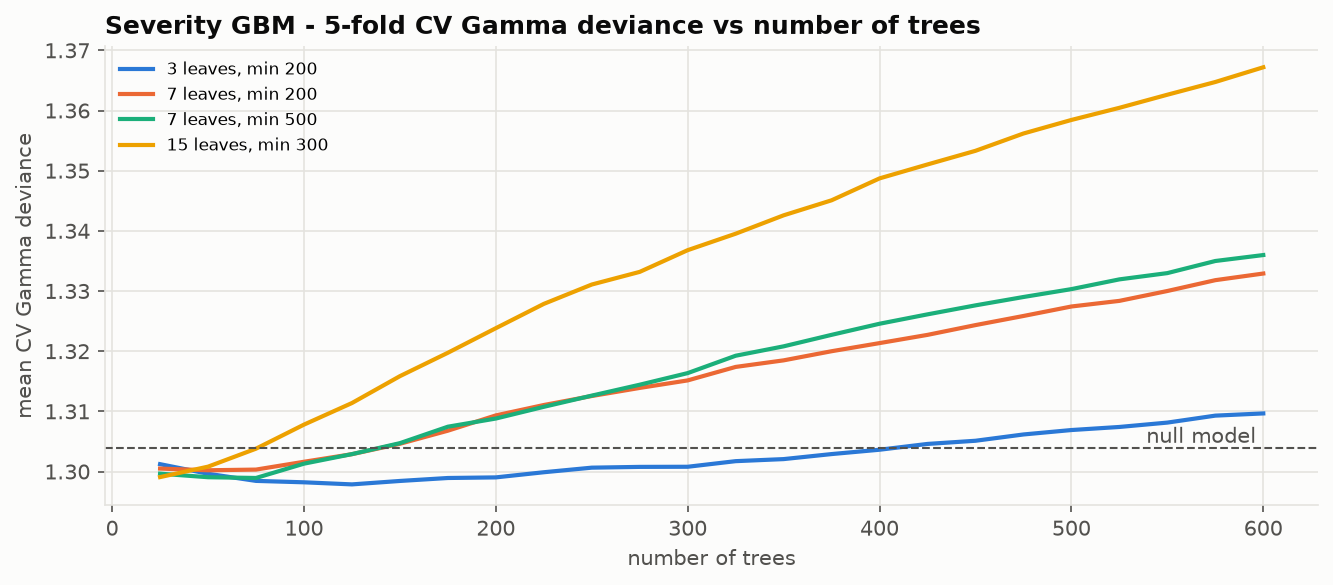 Severity GBM - 5-fold CV Gamma deviance vs number of trees
mean CV Gamma deviance
1.37
1.36
1.35
1.34
1.33
1.32
1.31
1.30
3 leaves, min 200
7 leaves, min 200
7 leaves, min 500
15 leaves, min 300
null model
0 100 200 300 400 500 600
number of trees